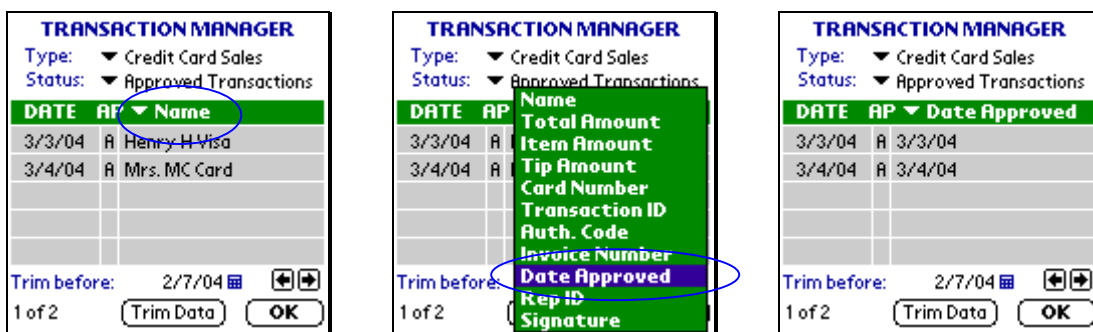 TRANSACTION MANAGER
Type: Credit Card Sales
Status: Approved Transactions
DATE AP Name
3/3/04 A Henry H Visa
3/4/04 A Mrs. MC Card
Trim before: 2/7/04
1 of 2 Trim Data OK
TRANSACTION MANAGER
Type: Credit Card Sales
Status: Approved Transactions
DATE AP
Name
Total Amount
3/3/04 A
Item Amount
3/4/04 A
Tip Amount
Card Number
Transaction ID
Auth. Code
Invoice Number
Trim before:
Date Approved
Rep ID
1 of 2
Signature
TRANSACTION MANAGER
Type: Credit Card Sales
Status: Approved Transactions
DATE AP Date Approved
3/3/04 A 3/3/04
3/4/04 A 3/4/04
Trim before: 2/7/04
1 of 2 Trim Data OK